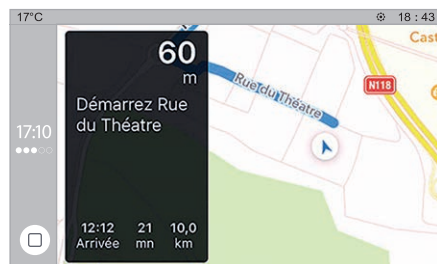 17°C
18 : 43
60
m
Démarrez Rue
du Théatre
17:10
12:12 21 10,0
Arrivée mn km
Rue du Théatre
N118
Cast